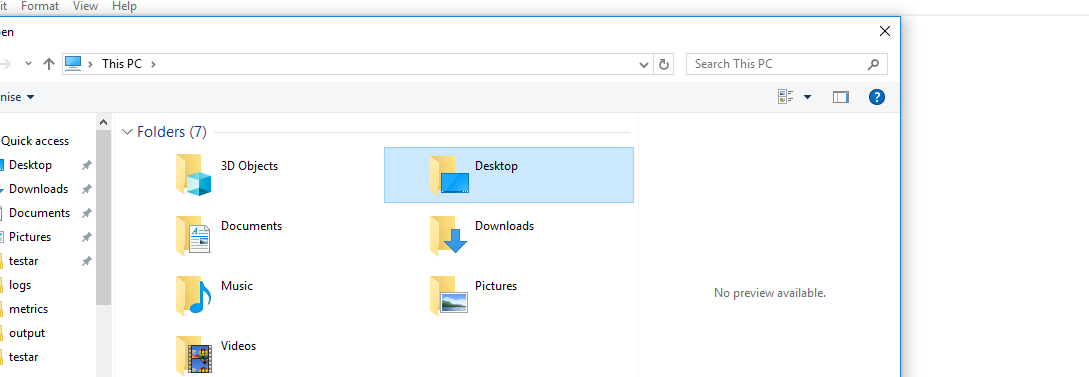 it Format View Help
en
This PC
Search This PC
nise
Quick access
Desktop
Downloads
Documents
Pictures
testar
logs
metrics
output
testar
Folders (7)
3D Objects
Desktop
Documents
Downloads
Music
Pictures
Videos
No preview available.